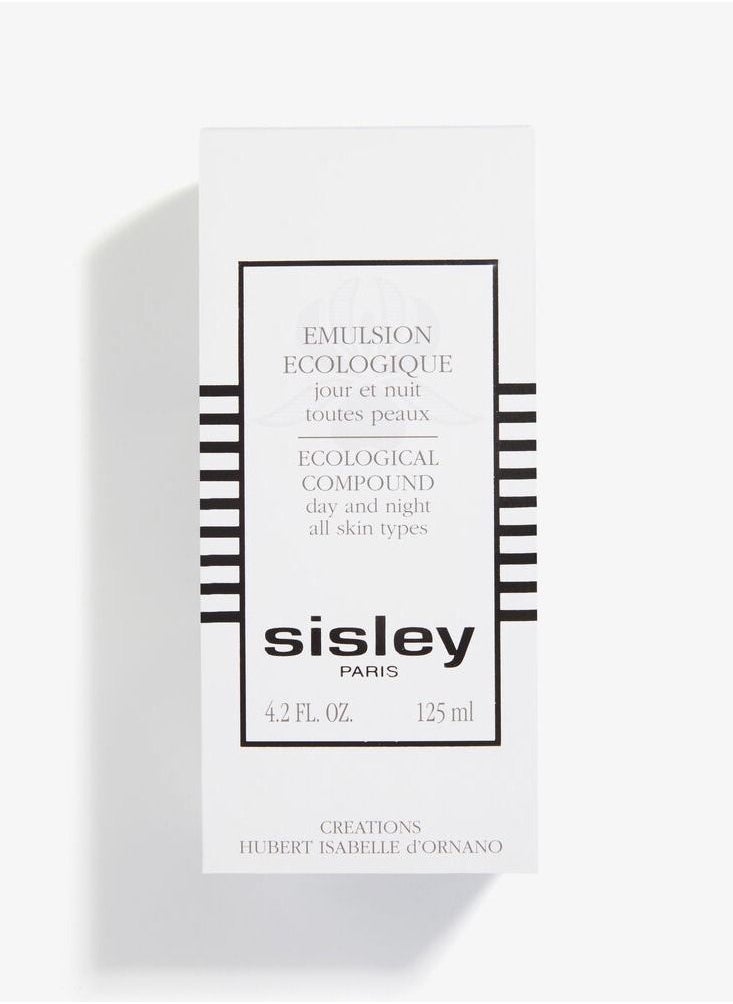 EMULSION
ECOLOGIQUE
jour et nuit
toutes peaux
ECOLOGICAL
COMPOUND
day and night
all skin types
sisley
PARIS
4.2 FL. OZ. 125 ml
CREATIONS
HUBERT ISABELLE d'ORNANO